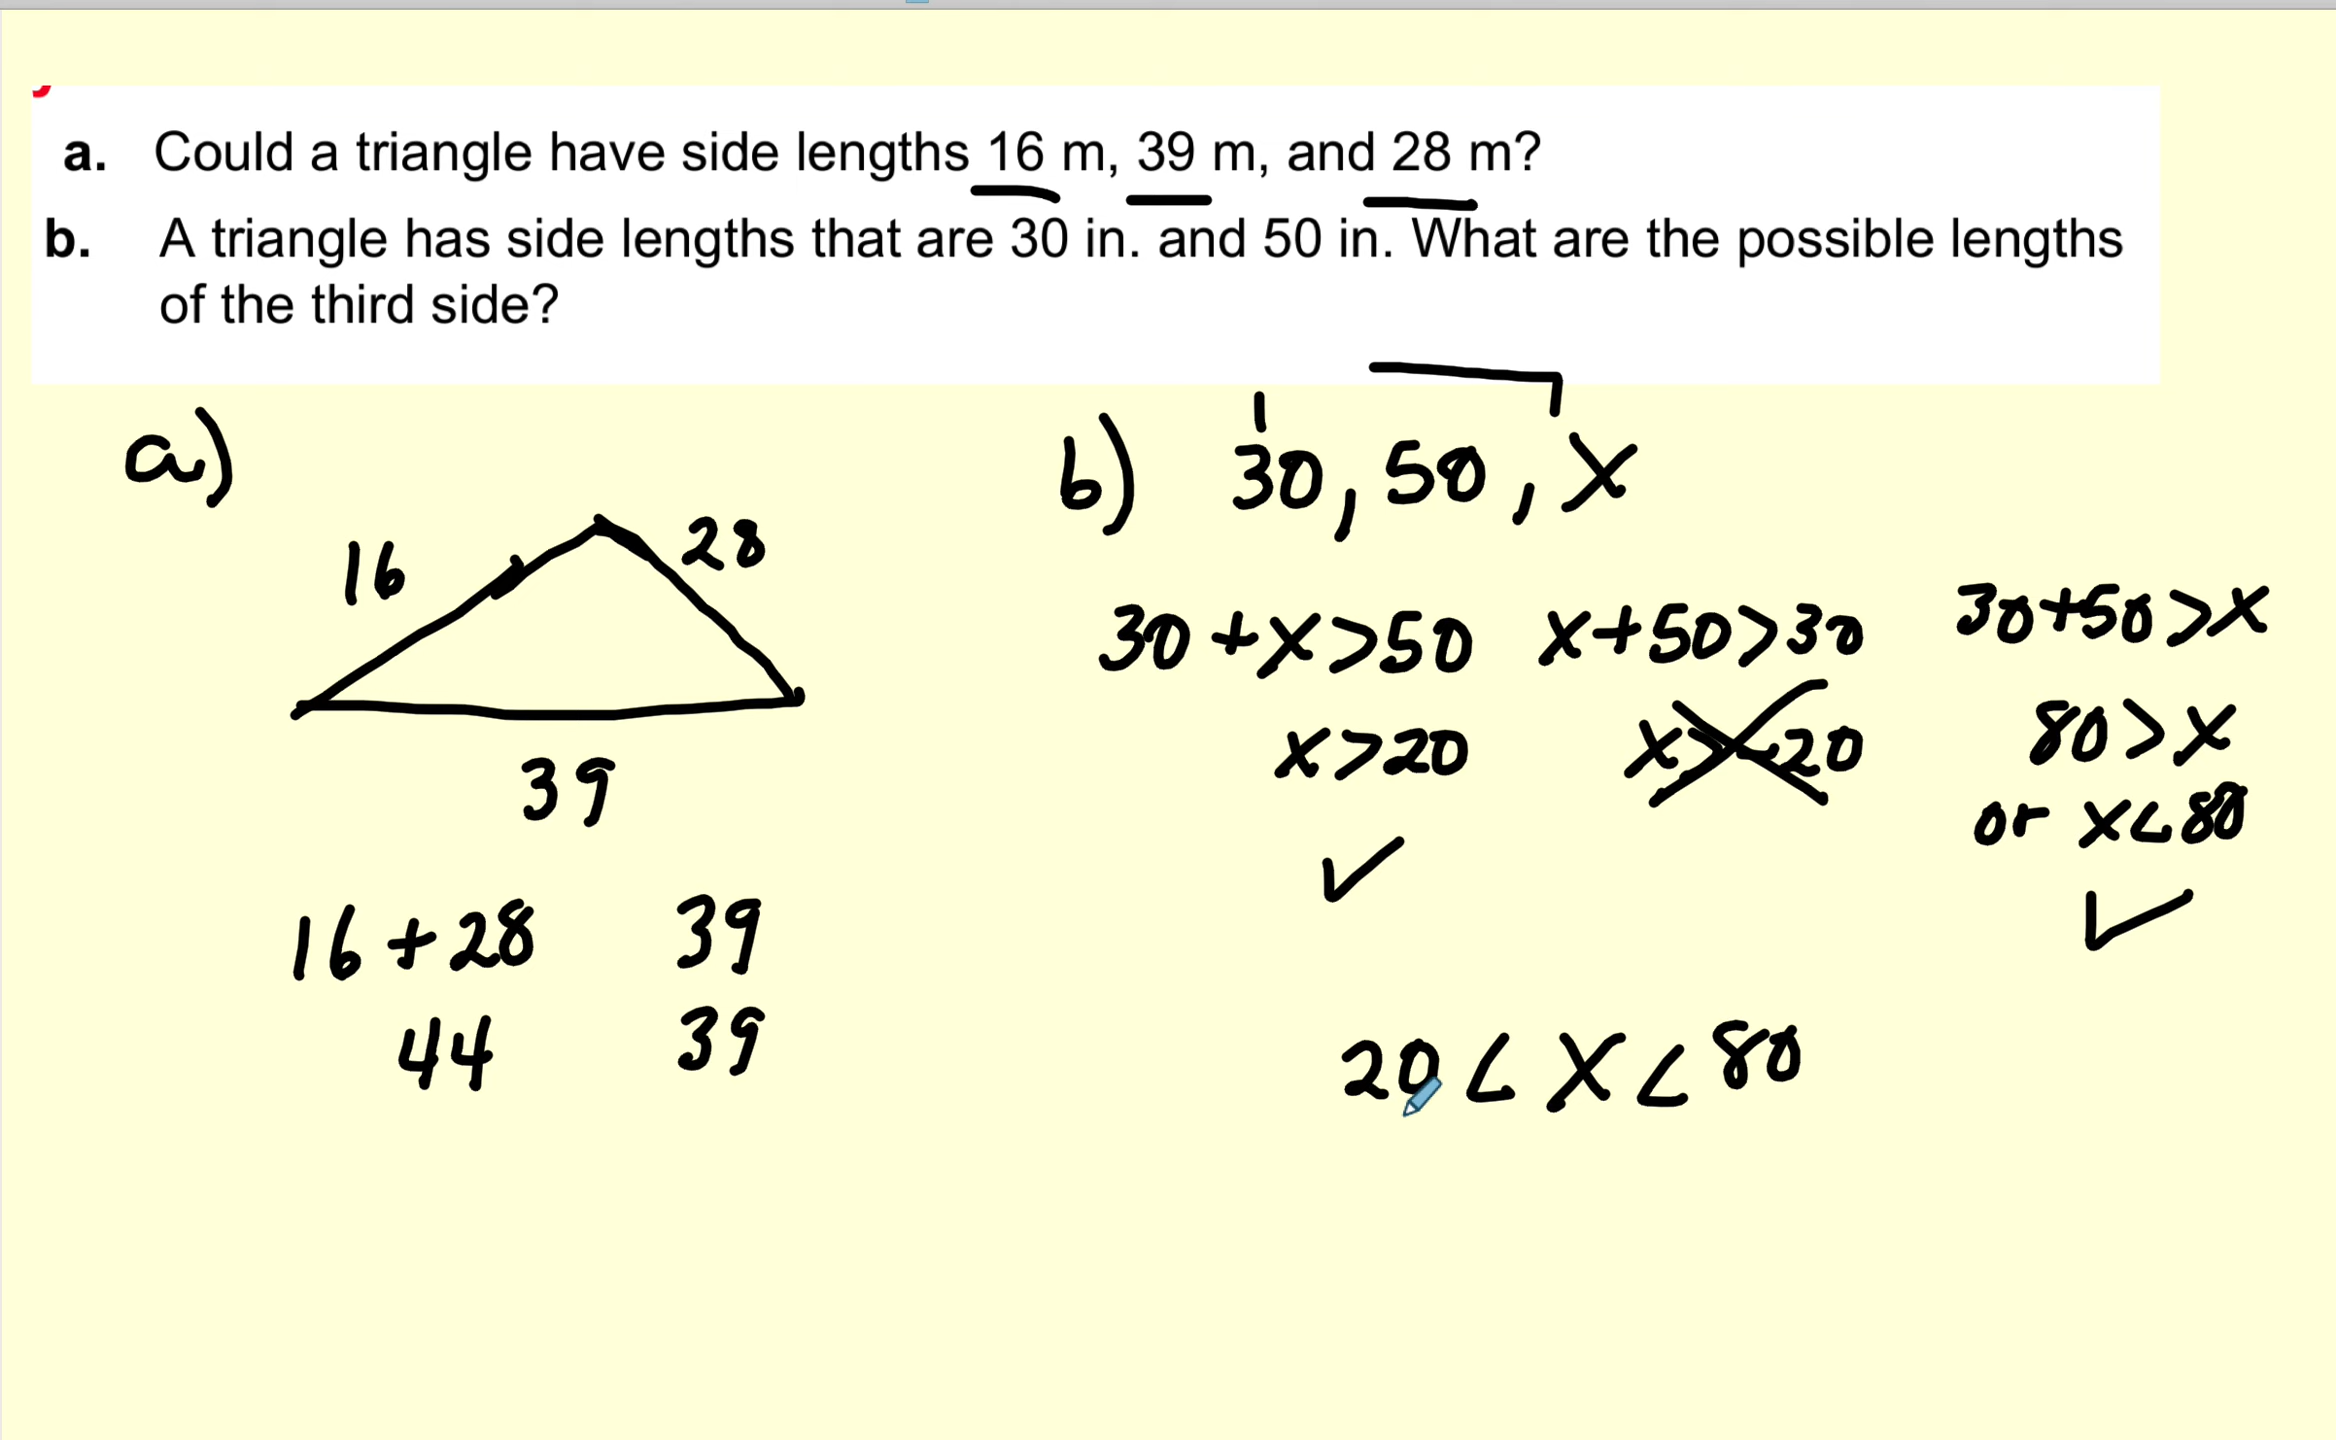 a. Could a triangle have side lengths 16 m, 39 m, and 28 m?
b. A triangle has side lengths that are 30 in. and 50 in. What are the possible lengths
of the third side?
a)
16
28
39
16+28 39
44 39
b) 30, 50, x
30+x>50 x+50>30 30+50>x
x>20 x>-20 80>x
or x<80
20<x<80